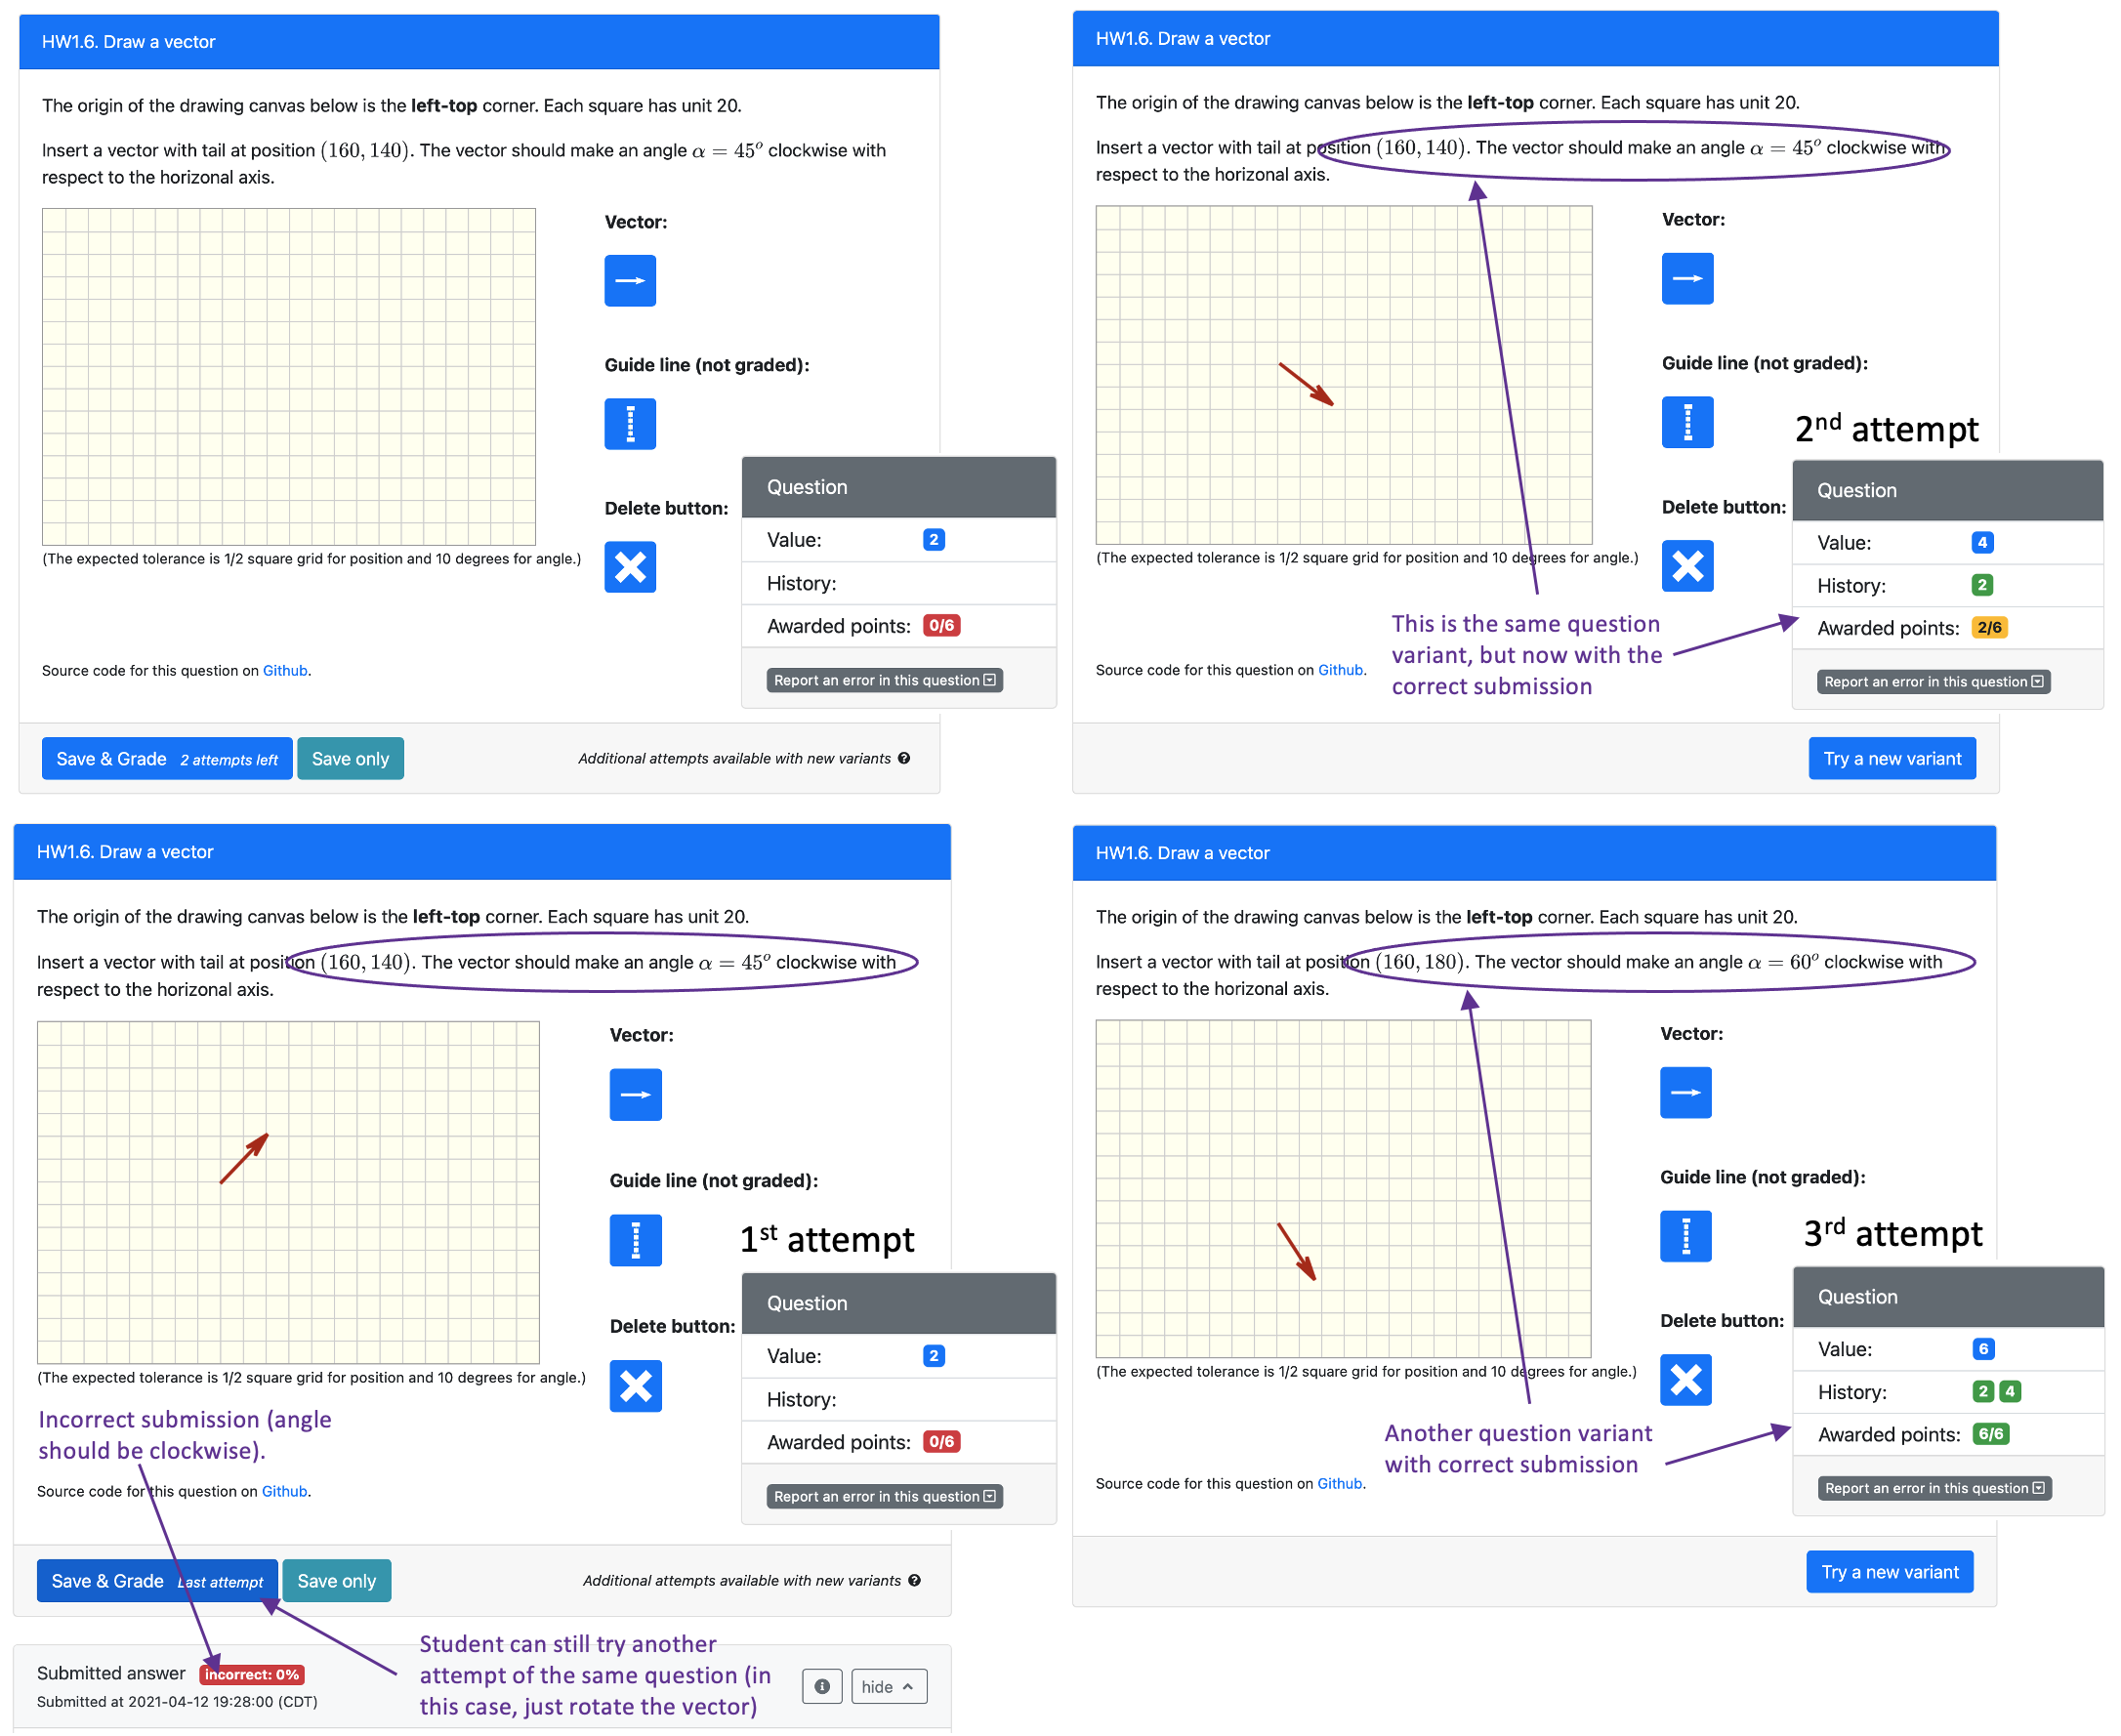 HW1.6. Draw a vector
The origin of the drawing canvas below is the left-top corner. Each square has unit 20.
Insert a vector with tail at position (160, 140). The vector should make an angle α = 45° clockwise with
respect to the horizonal axis.
Vector:
Guide line (not graded):
Delete button:
(The expected tolerance is 1/2 square grid for position and 10 degrees for angle.)
Source code for this question on Github.
Question
Value: 2
History:
Awarded points: 0/6
Report an error in this question
Save & Grade 2 attempts left
Save only
Additional attempts available with new variants
HW1.6. Draw a vector
The origin of the drawing canvas below is the left-top corner. Each square has unit 20.
Insert a vector with tail at position (160, 140). The vector should make an angle α = 45° clockwise with
respect to the horizonal axis.
Vector:
Guide line (not graded):
2nd attempt
Delete button:
(The expected tolerance is 1/2 square grid for position and 10 degrees for angle.)
This is the same question
variant, but now with the
correct submission
Source code for this question on Github.
Question
Value: 4
History: 2
Awarded points: 2/6
Report an error in this question
Try a new variant
HW1.6. Draw a vector
The origin of the drawing canvas below is the left-top corner. Each square has unit 20.
Insert a vector with tail at position (160, 140). The vector should make an angle α = 45° clockwise with
respect to the horizonal axis.
Vector:
Guide line (not graded):
1st attempt
Delete button:
(The expected tolerance is 1/2 square grid for position and 10 degrees for angle.)
Incorrect submission (angle
should be clockwise).
Source code for this question on Github.
Question
Value: 2
History:
Awarded points: 0/6
Report an error in this question
Save & Grade Last attempt
Save only
Additional attempts available with new variants
Student can still try another
attempt of the same question (in
this case, just rotate the vector)
Submitted answer incorrect: 0%
Submitted at 2021-04-12 19:28:00 (CDT)
hide
HW1.6. Draw a vector
The origin of the drawing canvas below is the left-top corner. Each square has unit 20.
Insert a vector with tail at position (160, 180). The vector should make an angle α = 60° clockwise with
respect to the horizonal axis.
Vector:
Guide line (not graded):
3rd attempt
Delete button:
(The expected tolerance is 1/2 square grid for position and 10 degrees for angle.)
Another question variant
with correct submission
Source code for this question on Github.
Question
Value: 6
History: 2 4
Awarded points: 6/6
Report an error in this question
Try a new variant